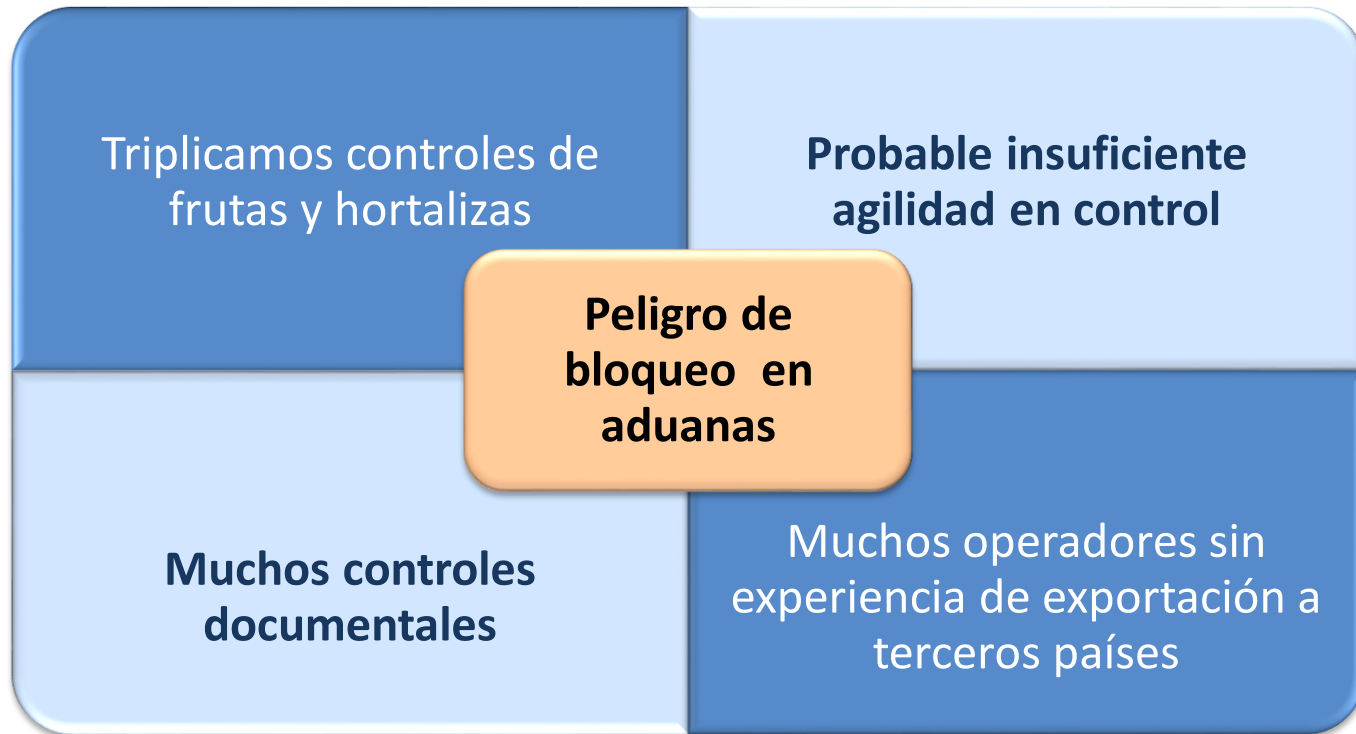 Triplicamos controles de
frutas y hortalizas
Probable insuficiente
agilidad en control
Peligro de
bloqueo en
aduanas
Muchos controles
documentales
Muchos operadores sin
experiencia de exportación a
terceros países